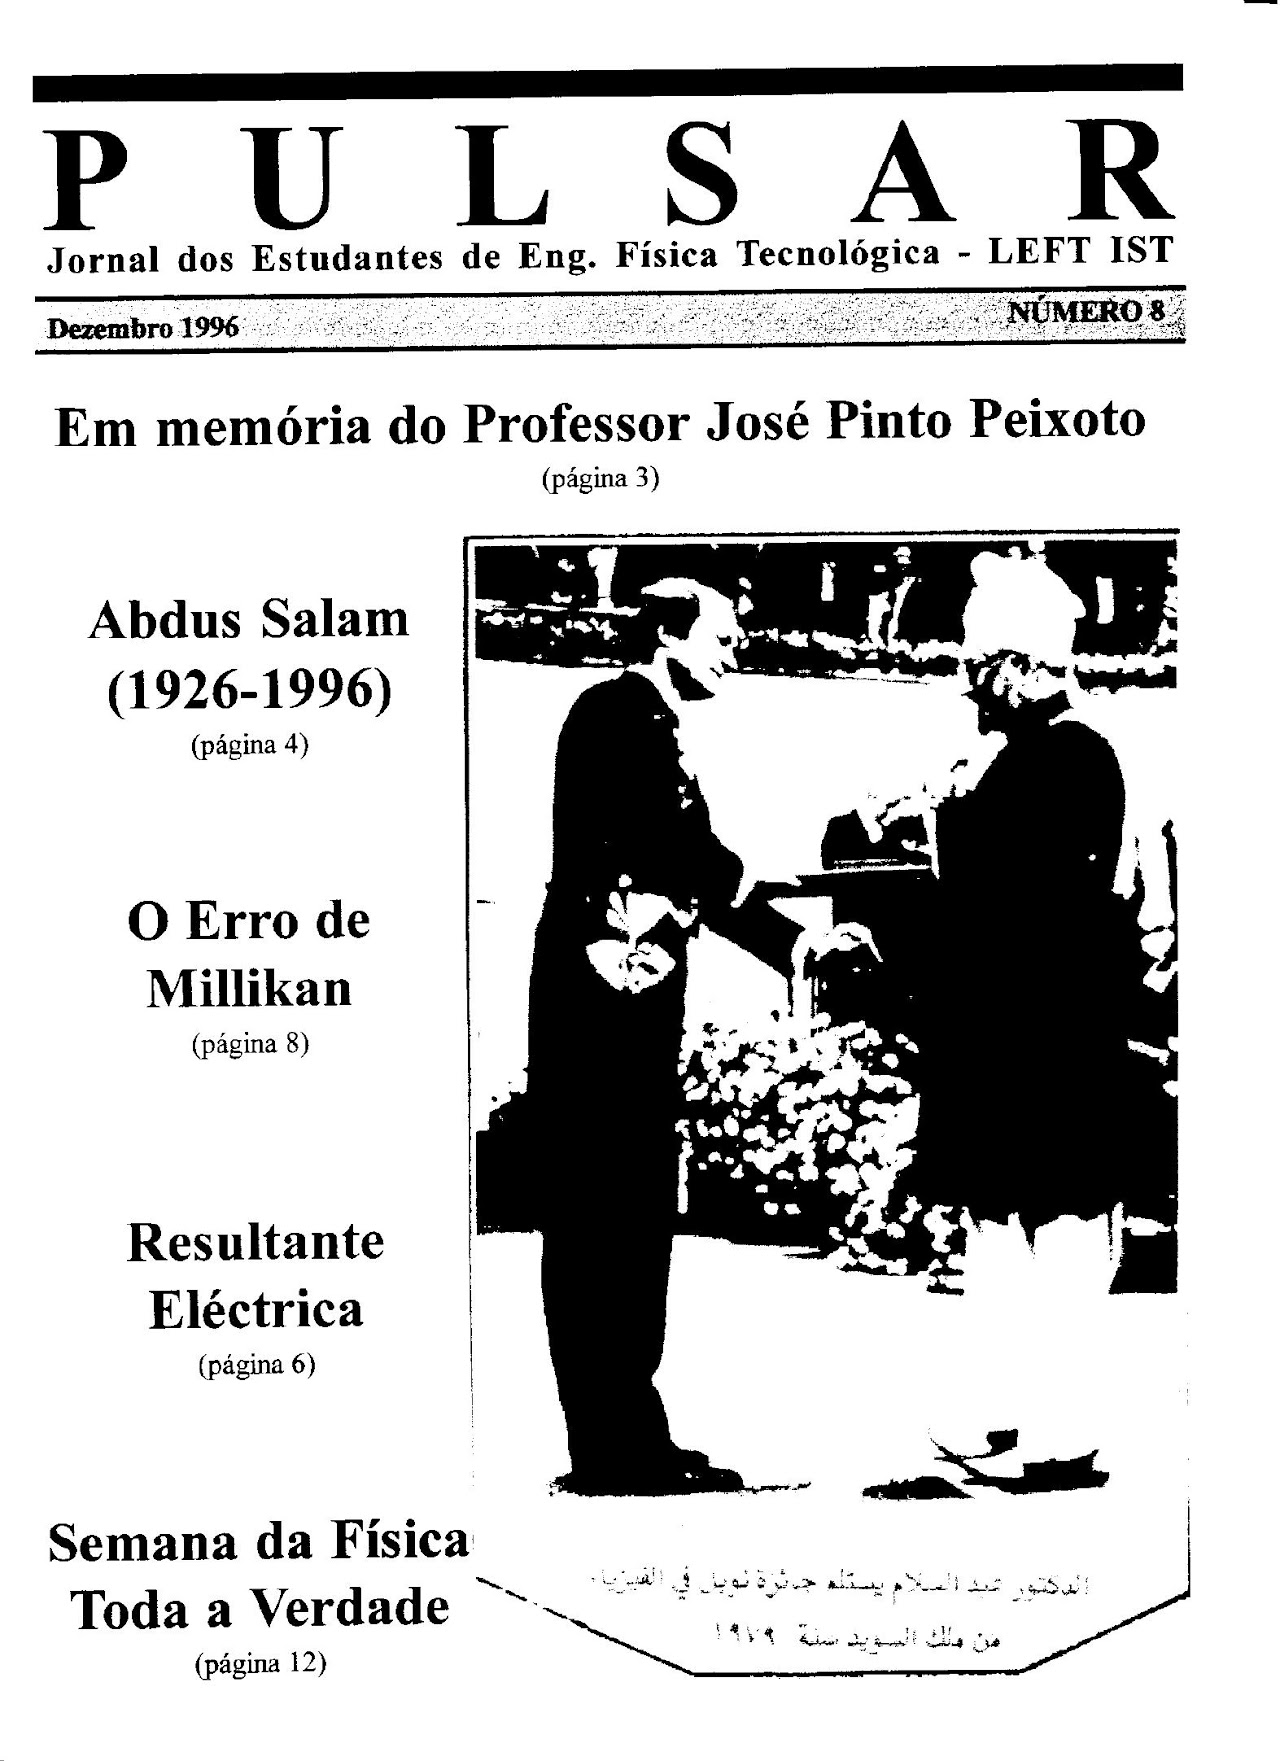 PULSAR
Jornal dos Estudantes de Eng. Física Tecnológica - LEFT IST
Dezembro 1996 NÚMERO 8
Em memória do Professor José Pinto Peixoto
(página 3)
Abdus Salam
(1926-1996)
(página 4)
O Erro de
Millikan
(página 8)
Resultante
Eléctrica
(página 6)
Semana da Física
Toda a Verdade
(página 12)
الدكتور عبد السلام يستلم جائزة نوبل في الفيزياء
من ملك السويد سنة ١٩٧٩